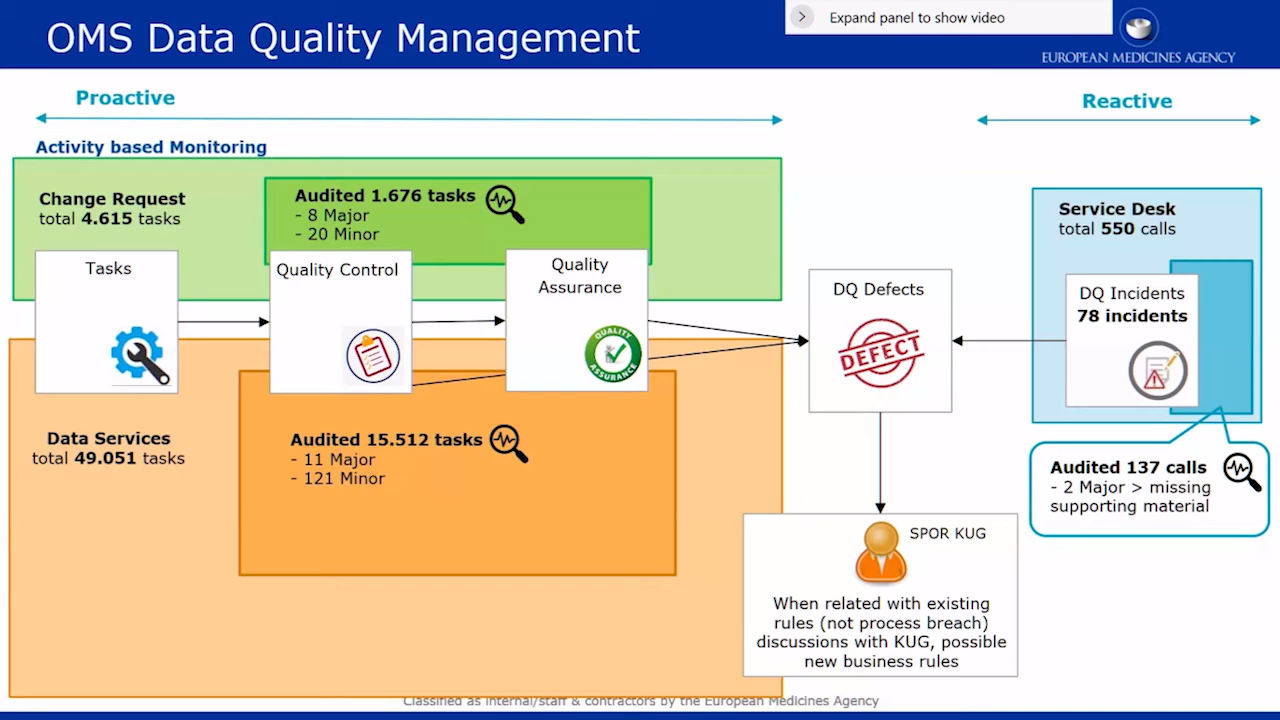 OMS Data Quality Management
Expand panel to show video
EUROPEAN MEDICINES AGENCY
Proactive
Reactive
Activity based Monitoring
Change Request
total 4.615 tasks
Audited 1.676 tasks
- 8 Major
- 20 Minor
Tasks
Quality Control
Quality
Assurance
QUALITY
ASSURANCE
DQ Defects
DEFECT
Service Desk
total 550 calls
DQ Incidents
78 incidents
Data Services
total 49.051 tasks
Audited 15.512 tasks
- 11 Major
- 121 Minor
Audited 137 calls
- 2 Major > missing
supporting material
SPOR KUG
When related with existing
rules (not process breach)
discussions with KUG, possible
new business rules
Classified as internal/staff & contractors by the European Medicines Agency